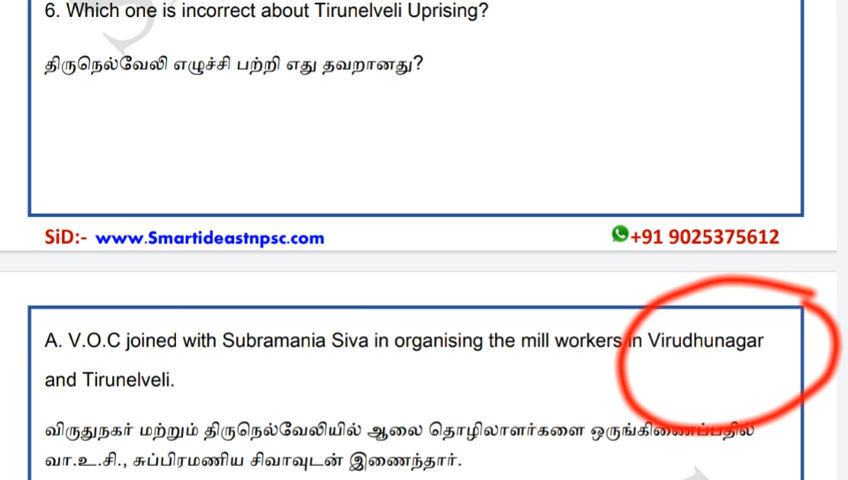 6. Which one is incorrect about Tirunelveli Uprising?
திருநெல்வேலி எழுச்சி பற்றி எது தவறானது?
SiD:- www.Smartideastnpsc.com +91 9025375612
A. V.O.C joined with Subramania Siva in organising the mill workers in Virudhunagar
and Tirunelveli.
விருதுநகர் மற்றும் திருநெல்வேலியில் ஆலை தொழிலாளர்களை ஒருங்கிணைப்பதில்
வா.உ.சி., சுப்பிரமணிய சிவாவுடன் இணைந்தார்.